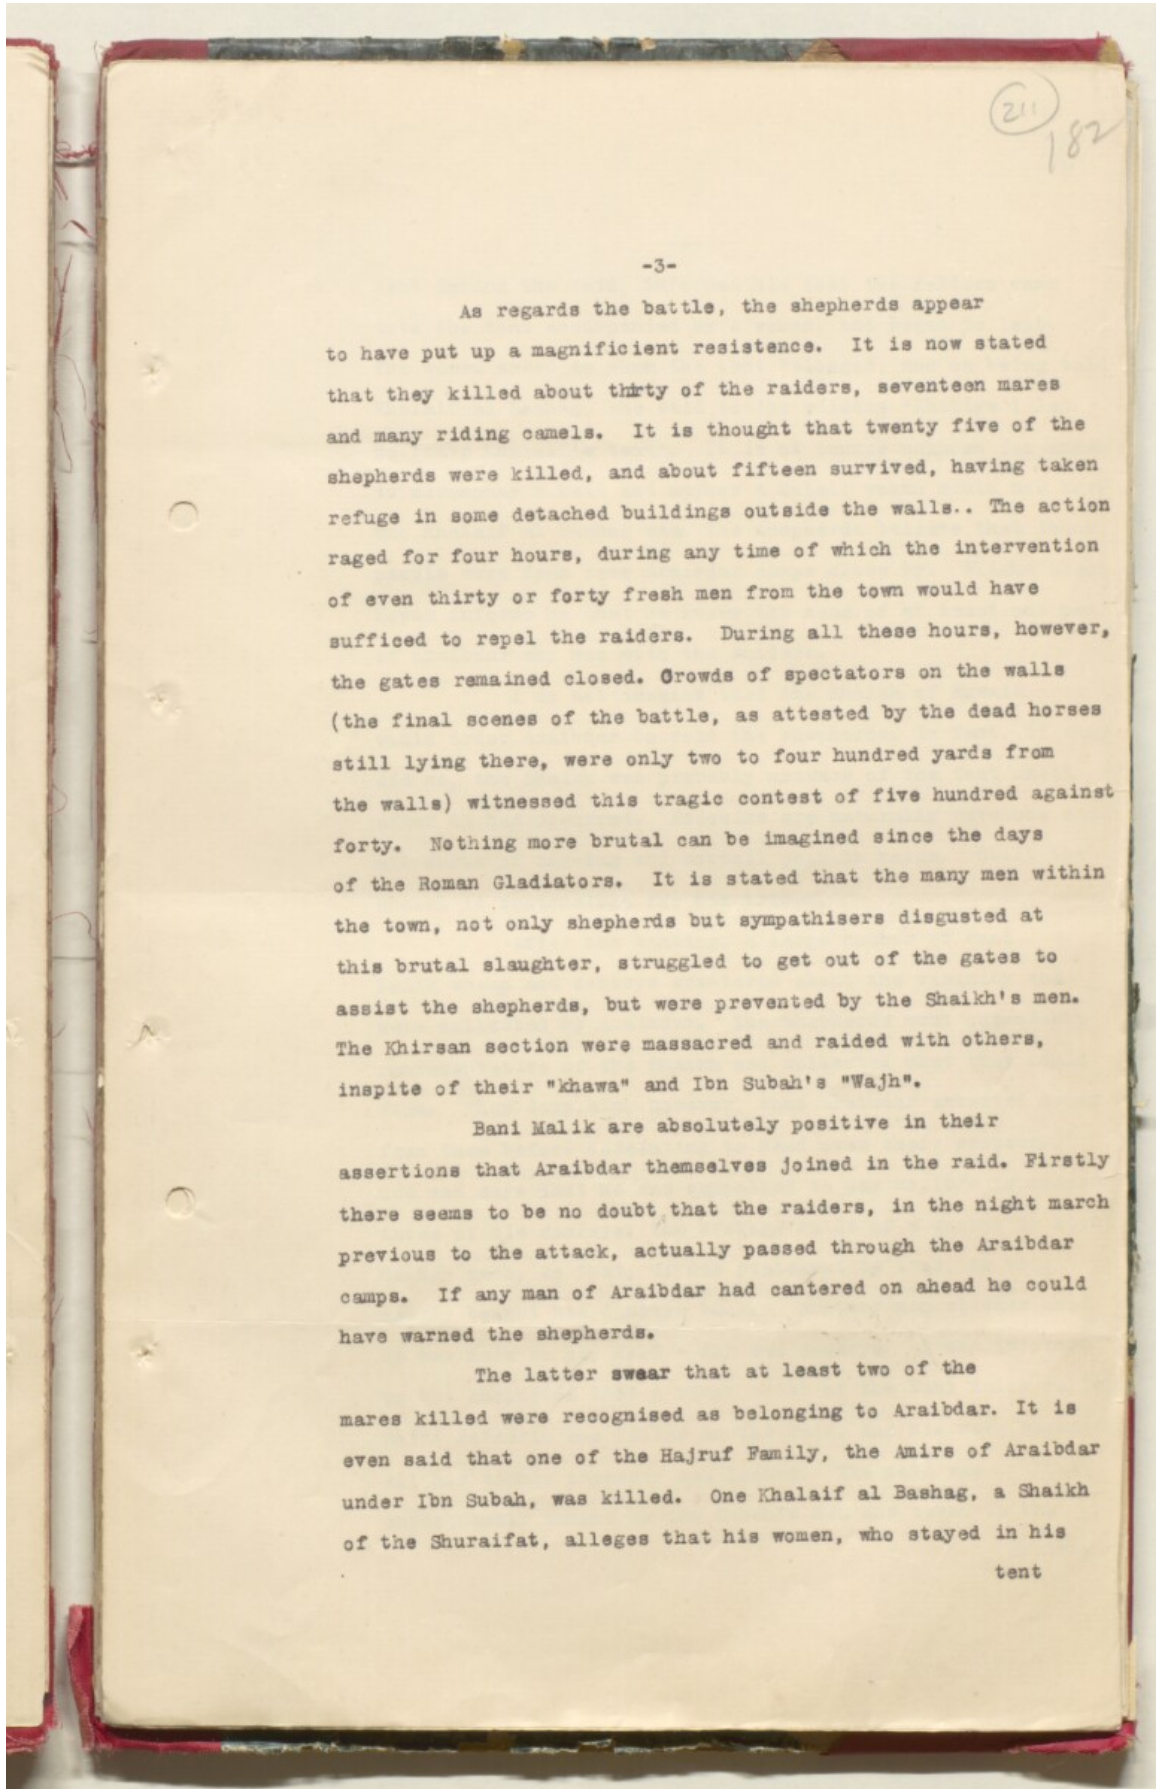 211
182
-3-
As regards the battle, the shepherds appear
to have put up a magnificient resistence. It is now stated
that they killed about thirty of the raiders, seventeen mares
and many riding camels. It is thought that twenty five of the
shepherds were killed, and about fifteen survived, having taken
refuge in some detached buildings outside the walls.. The action
raged for four hours, during any time of which the intervention
of even thirty or forty fresh men from the town would have
sufficed to repel the raiders. During all these hours, however,
the gates remained closed. Crowds of spectators on the walls
(the final scenes of the battle, as attested by the dead horses
still lying there, were only two to four hundred yards from
the walls) witnessed this tragic contest of five hundred against
forty. Nothing more brutal can be imagined since the days
of the Roman Gladiators. It is stated that the many men within
the town, not only shepherds but sympathisers disgusted at
this brutal slaughter, struggled to get out of the gates to
assist the shepherds, but were prevented by the Shaikh's men.
The Khirsan section were massacred and raided with others,
inspite of their "khawa" and Ibn Subah's "Wajh".
Bani Malik are absolutely positive in their
assertions that Araibdar themselves joined in the raid. Firstly
there seems to be no doubt that the raiders, in the night march
previous to the attack, actually passed through the Araibdar
camps. If any man of Araibdar had cantered on ahead he could
have warned the shepherds.
The latter swear that at least two of the
mares killed were recognised as belonging to Araibdar. It is
even said that one of the Hajruf Family, the Amirs of Araibdar
under Ibn Subah, was killed. One Khalaif al Bashag, a Shaikh
of the Shuraifat, alleges that his women, who stayed in his
tent